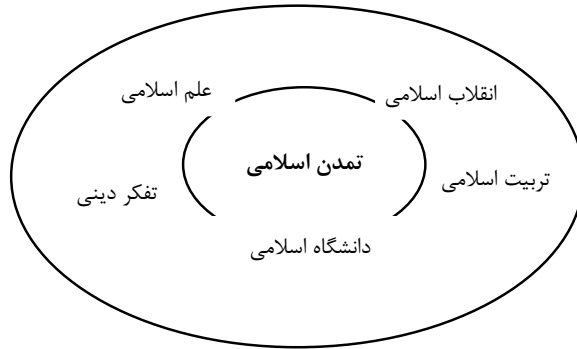 انقلاب اسلامی
علم اسلامی
تمدن اسلامی
تربیت اسلامی
تفکر دینی
دانشگاه اسلامی